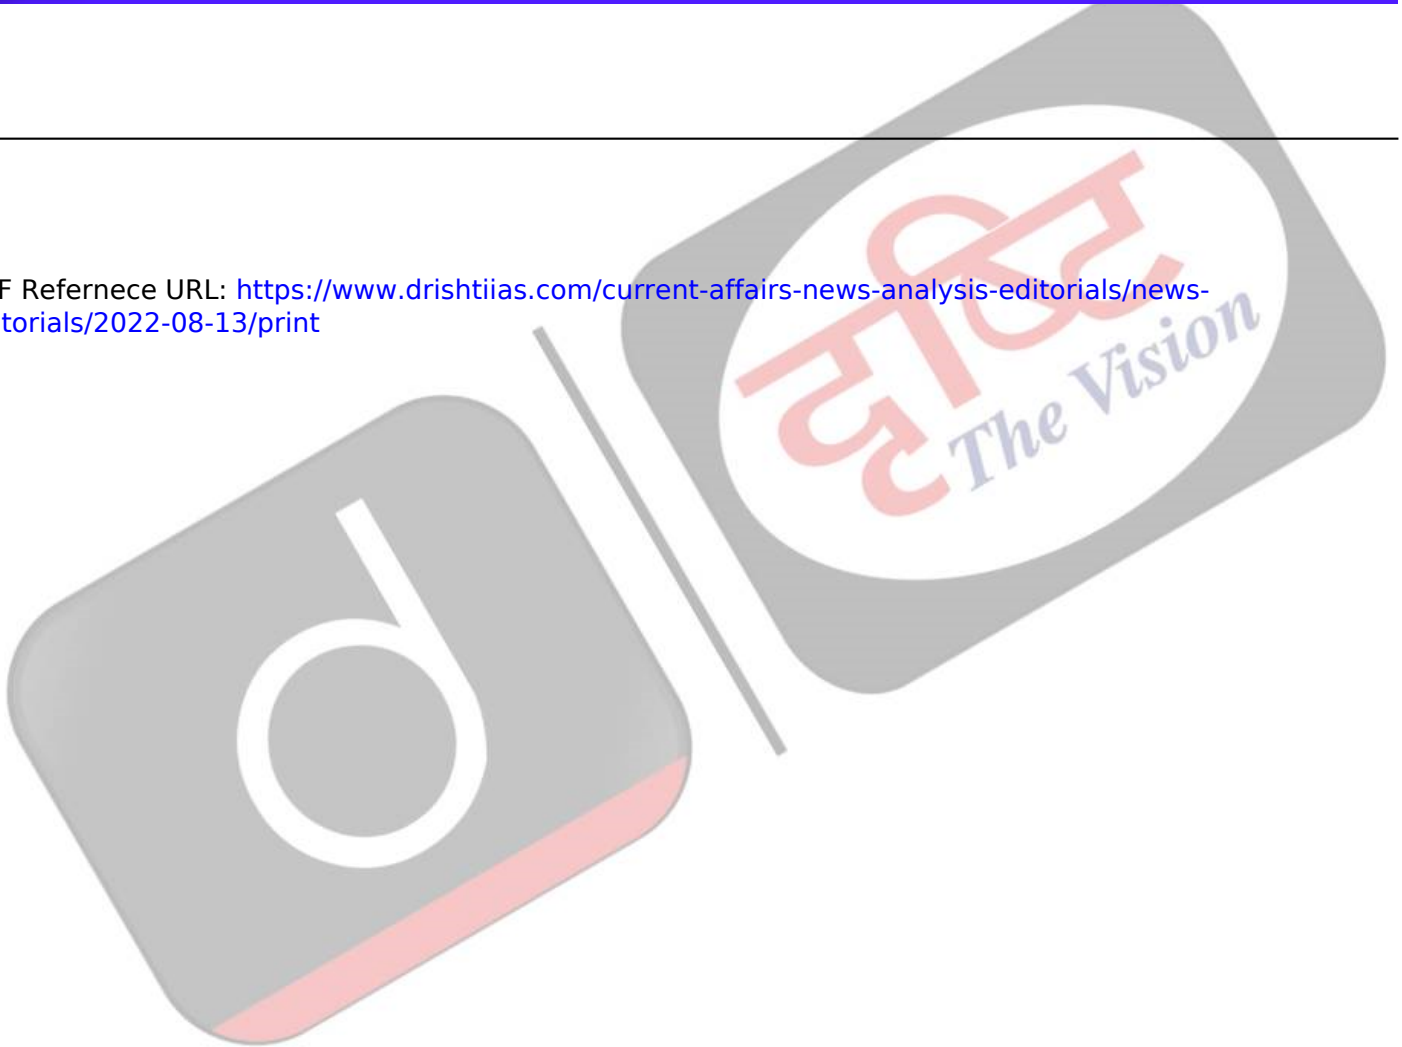 F Refernece URL: https://www.drishtiias.com/current-affairs-news-analysis-editorials/news-
torials/2022-08-13/print
दृष्टि
The Vision
d